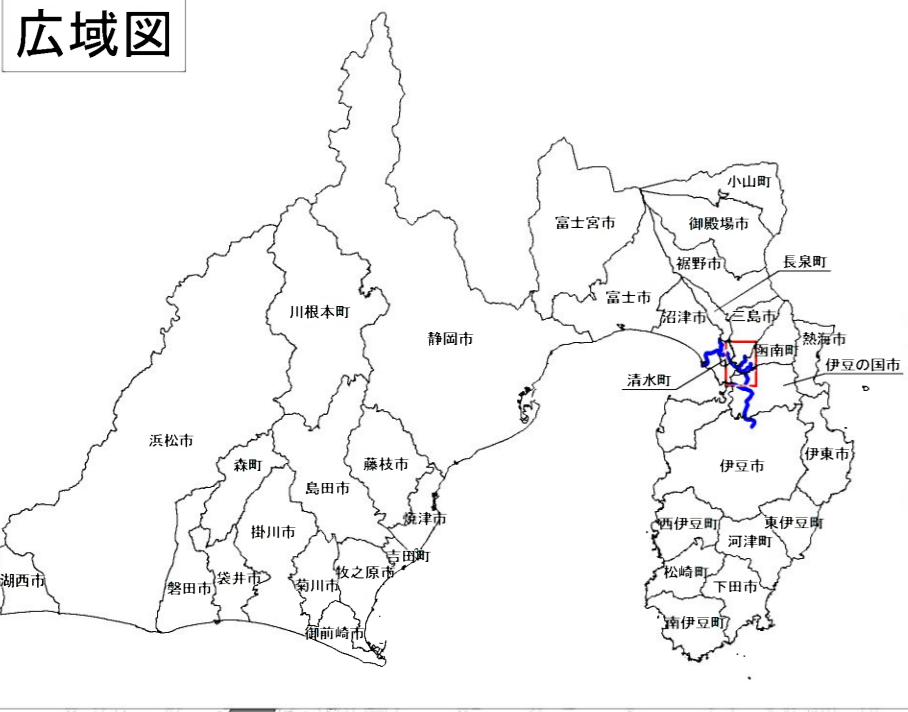 広域図
小山町
富士宮市
御殿場市
裾野市
長泉町
富士市
川根本町
沼津市
三島市
静岡市
熱海市
函南町
伊豆の国市
清水町
浜松市
伊東市
森町
藤枝市
伊豆市
島田市
焼津市
西伊豆町
東伊豆町
掛川市
河津町
吉田町
牧之原市
松崎町
湖西市
磐田市
袋井市
菊川市
下田市
南伊豆町
御前崎市